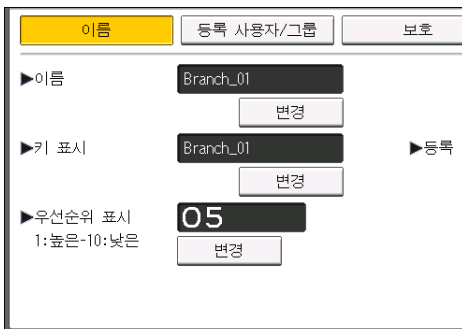 이름 등록 사용자/그룹 보호
▶이름 Branch_01
변경
▶키 표시 Branch_01 ▶등록
변경
▶우선순위 표시 05
1:높은-10:낮은 변경